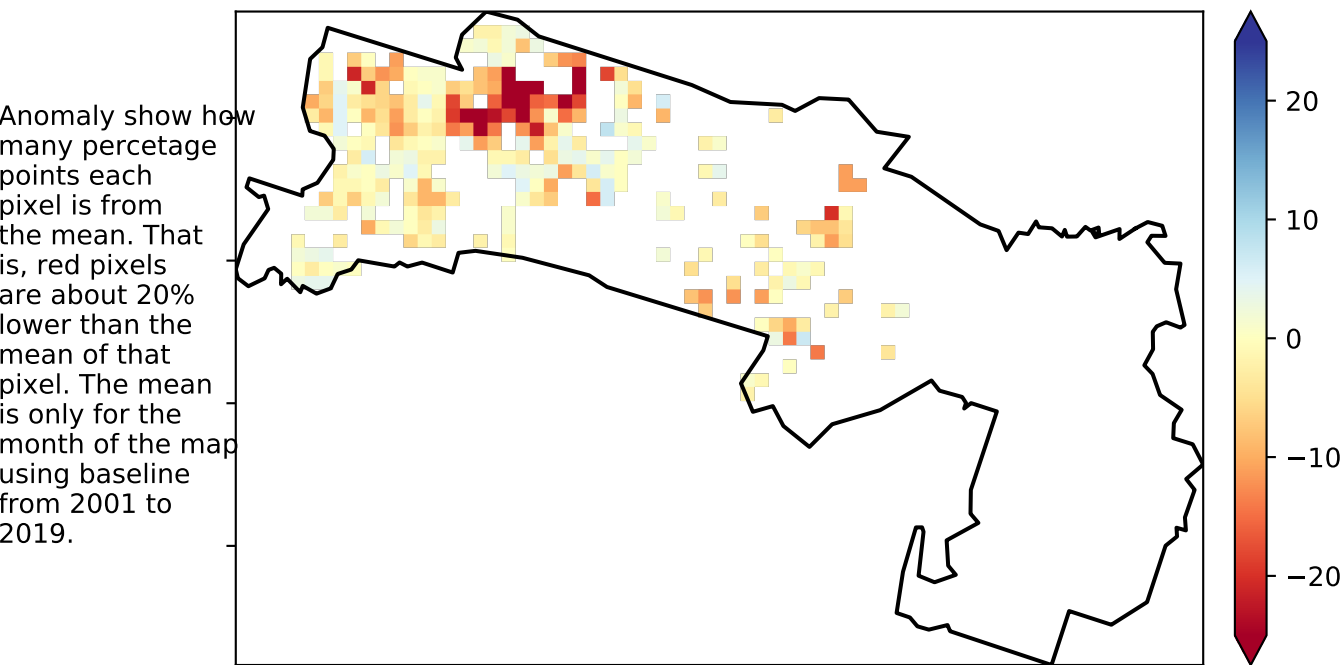 Anomaly show how
many percetage
points each
pixel is from
the mean. That
is, red pixels
are about 20%
lower than the
mean of that
pixel. The mean
is only for the
month of the map
using baseline
from 2001 to
2019.
20
10
0
−10
−20